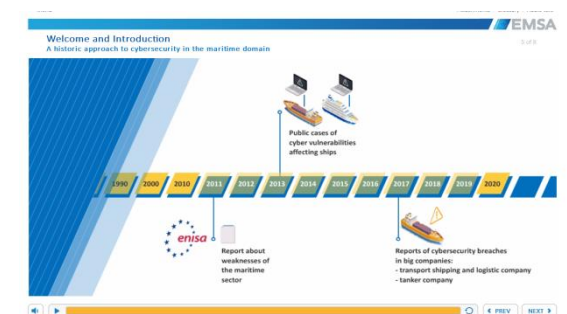 EMSA
Welcome and Introduction
A historic approach to cybersecurity in the maritime domain
Public cases of
cyber vulnerabilities
affecting ships
1990 2000 2010 2011 2012 2013 2014 2015 2016 2017 2018 2019 2020
enisa
Report about
weaknesses of
the maritime
sector
Reports of cybersecurity breaches
in big companies:
- transport shipping and logistic company
- tanker company
PREV NEXT